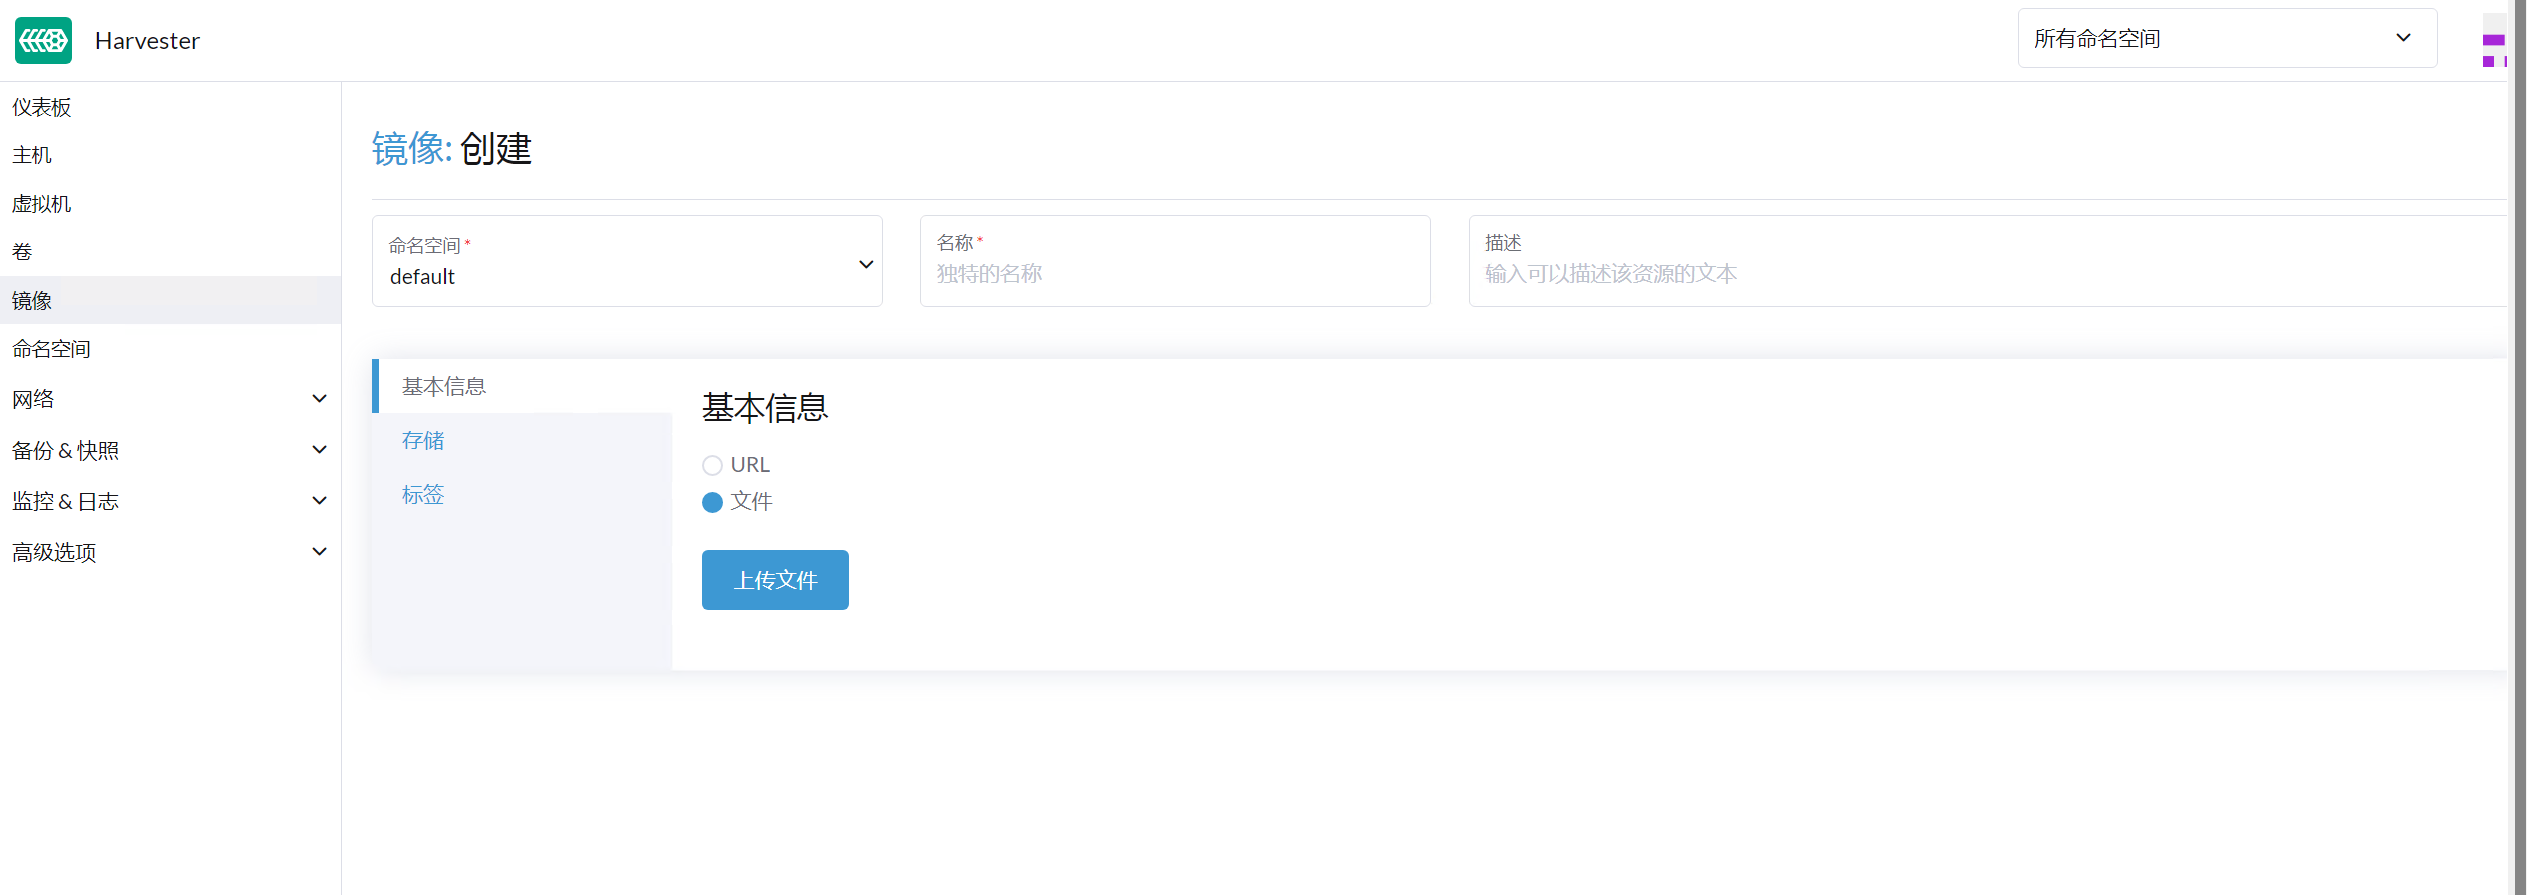 Harvester
所有命名空间
仪表板
主机
虚拟机
卷
镜像
命名空间
网络
备份 & 快照
监控 & 日志
高级选项
镜像: 创建
命名空间*
default
名称*
独特的名称
描述
输入可以描述该资源的文本
基本信息
存储
标签
基本信息
URL
文件
上传文件